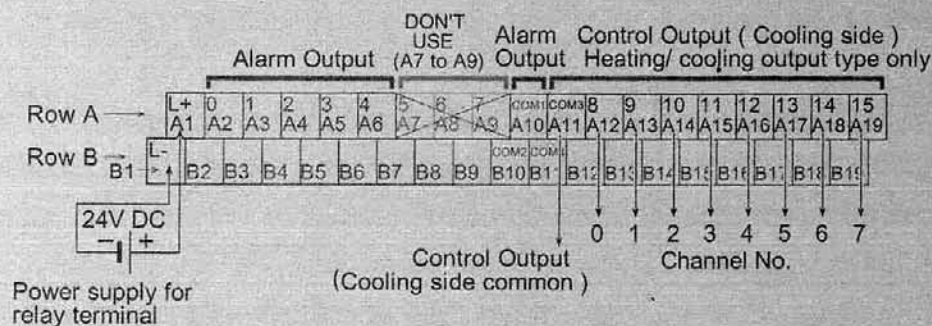 DON'T
USE
(A7 to A9)
Alarm Output
Alarm
Output
Control Output ( Cooling side )
Heating/ cooling output type only
Row A
L+ 0 1 2 3 4 5 6 7 COM1 COM3 8 9 10 11 12 13 14 15
A1 A2 A3 A4 A5 A6 A7 A8 A9 A10 A11 A12 A13 A14 A15 A16 A17 A18 A19
Row B
L- COM2
B1 B2 B3 B4 B5 B6 B7 B8 B9 B10 B12 B13 B14 B16 B17 B18
24V DC
− +
0 1 2 3 4 5 6 7
Control Output
(Cooling side common )
Channel No.
Power supply for
relay terminal